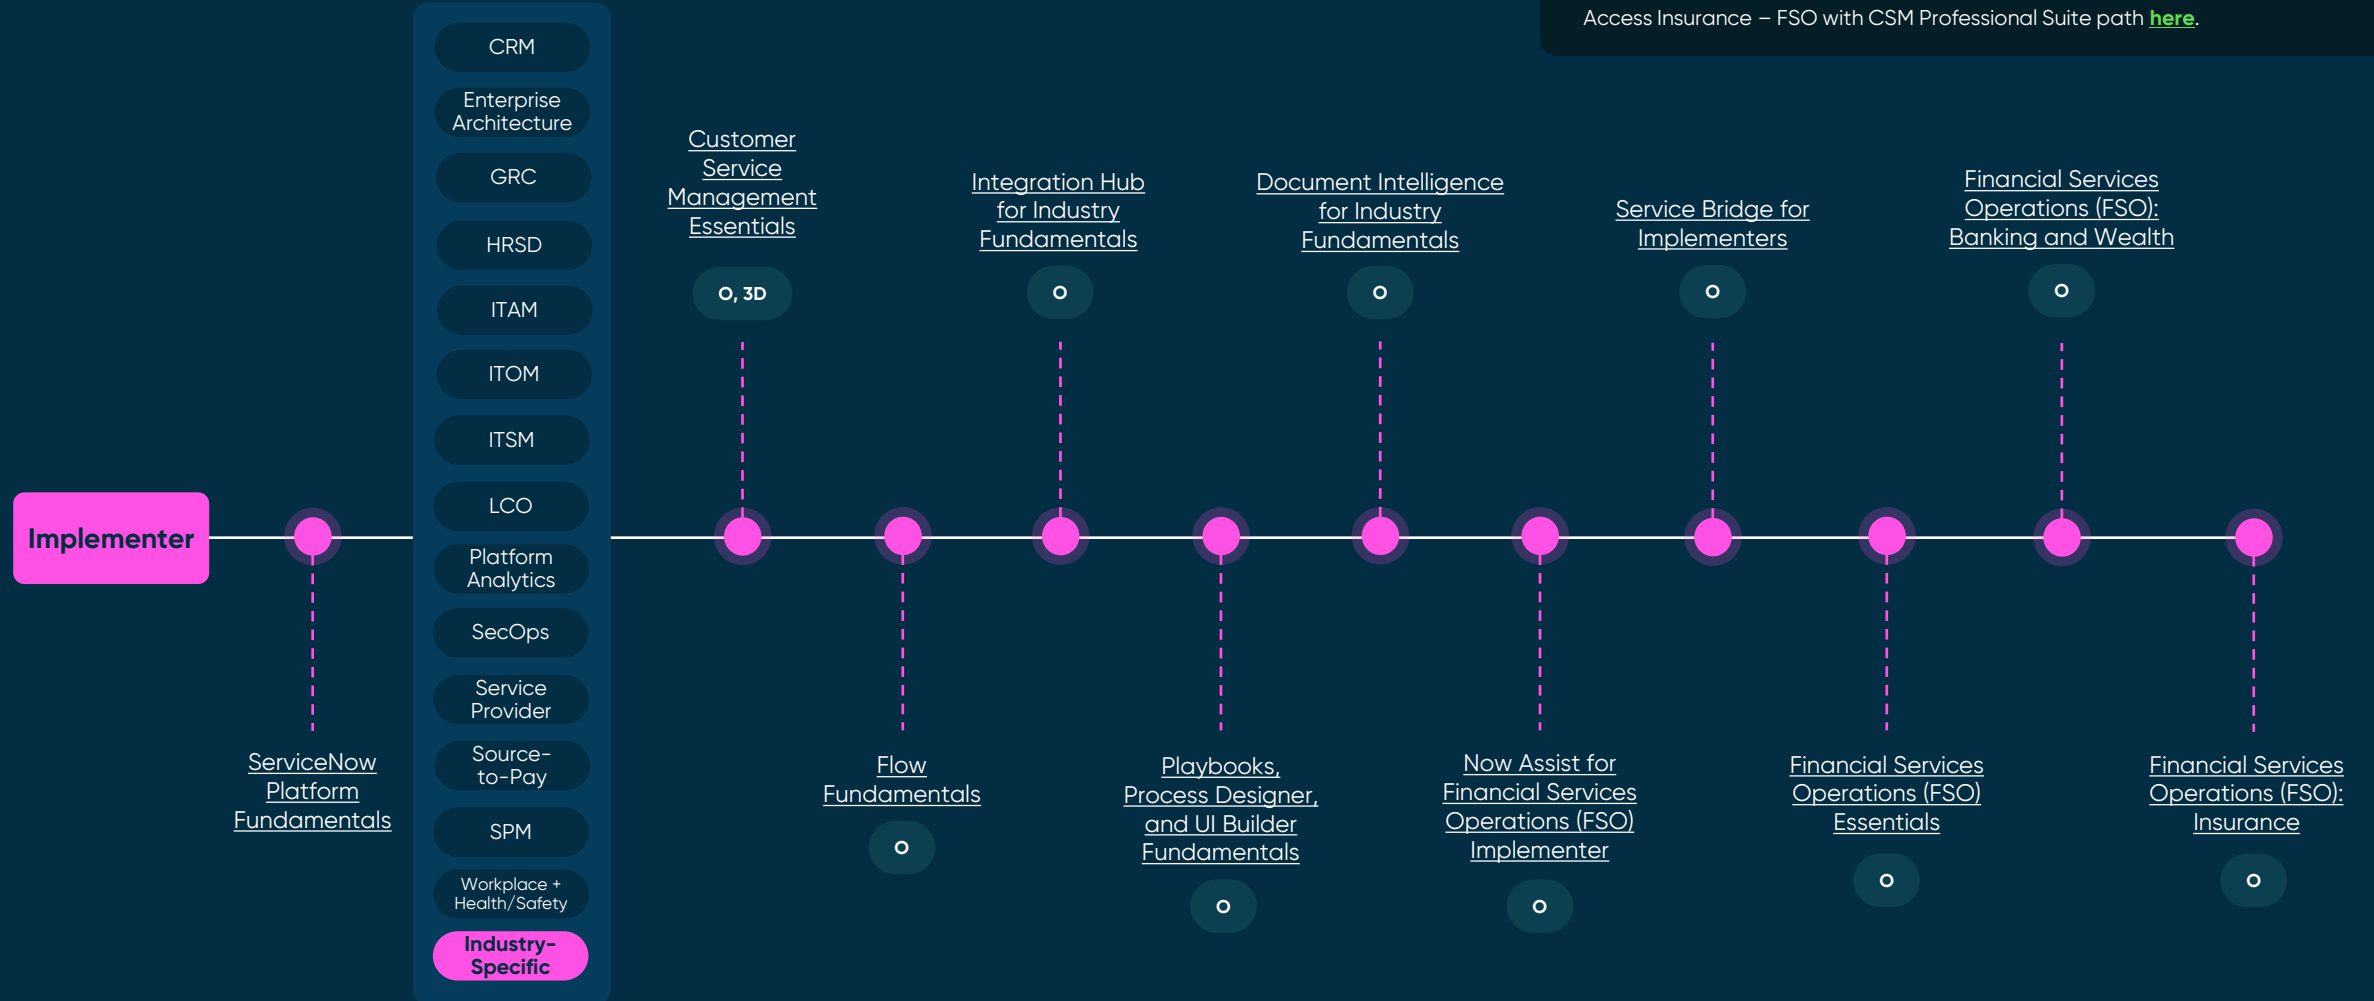 Access Insurance – FSO with CSM Professional Suite path here.
CRM
Enterprise
Architecture
GRC
HRSD
ITAM
ITOM
ITSM
LCO
Platform
Analytics
SecOps
Service
Provider
Source-
to-Pay
SPM
Workplace +
Health/Safety
Industry-
Specific
Implementer
ServiceNow
Platform
Fundamentals
Customer
Service
Management
Essentials
O, 3D
Flow
Fundamentals
O
Integration Hub
for Industry
Fundamentals
O
Playbooks,
Process Designer,
and UI Builder
Fundamentals
O
Document Intelligence
for Industry
Fundamentals
O
Now Assist for
Financial Services
Operations (FSO)
Implementer
O
Service Bridge for
Implementers
O
Financial Services
Operations (FSO)
Essentials
O
Financial Services
Operations (FSO):
Banking and Wealth
O
Financial Services
Operations (FSO):
Insurance
O